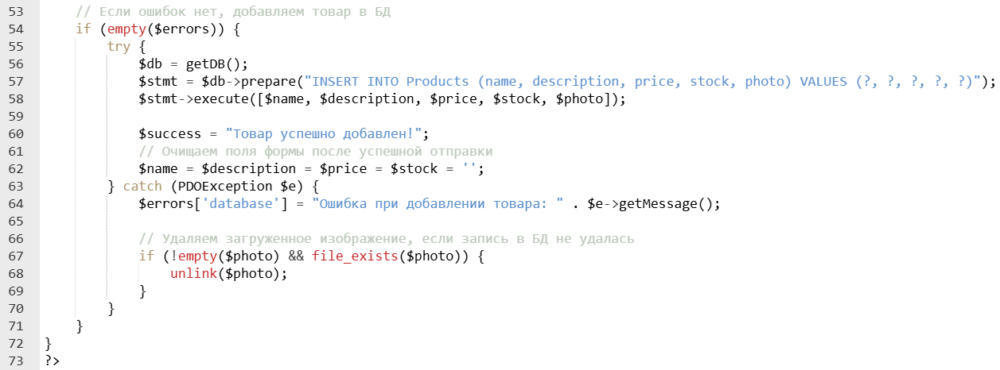 53 // Если ошибок нет, добавляем товар в БД
54 if (empty($errors)) {
55 try {
56 $db = getDB();
57 $stmt = $db->prepare("INSERT INTO Products (name, description, price, stock, photo) VALUES (?, ?, ?, ?, ?)");
58 $stmt->execute([$name, $description, $price, $stock, $photo]);
59
60 $success = "Товар успешно добавлен!";
61 // Очищаем поля формы после успешной отправки
62 $name = $description = $price = $stock = '';
63 } catch (PDOException $e) {
64 $errors['database'] = "Ошибка при добавлении товара: " . $e->getMessage();
65
66 // Удаляем загруженное изображение, если запись в БД не удалась
67 if (!empty($photo) && file_exists($photo)) {
68 unlink($photo);
69 }
70 }
71 }
72 }
73 ?>